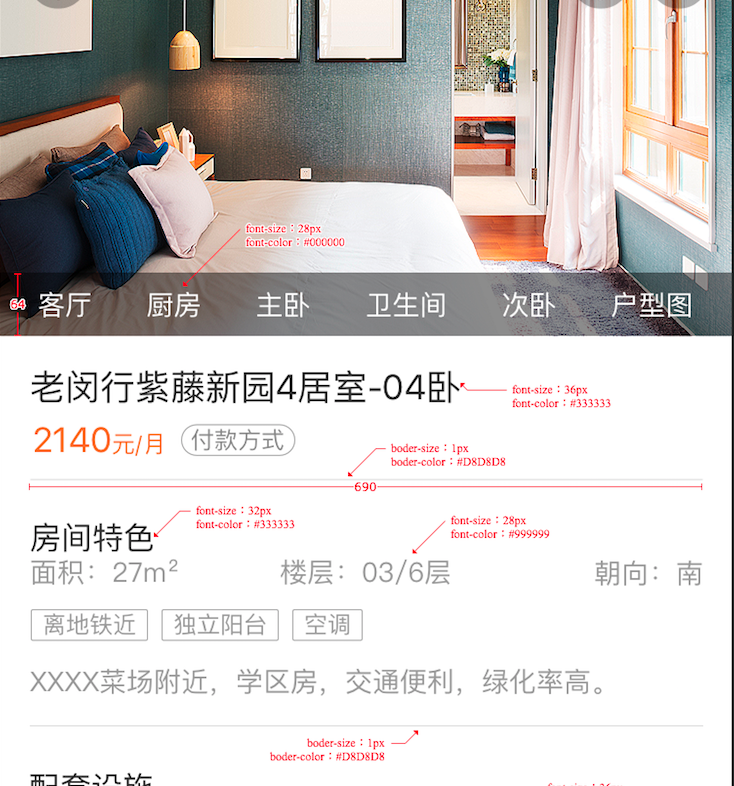 font-size：28px
font-color：#000000
64
客厅 厨房 主卧 卫生间 次卧 户型图
老闵行紫藤新园4居室-04卧
font-size：36px
font-color：#333333
2140元/月 付款方式
boder-size：1px
boder-color：#D8D8D8
690
font-size：32px
font-color：#333333
font-size：28px
font-color：#999999
房间特色
面积：27m² 楼层：03/6层 朝向：南
离地铁近 独立阳台 空调
XXXX菜场附近，学区房，交通便利，绿化率高。
boder-size：1px
boder-color：#D8D8D8
配套设施